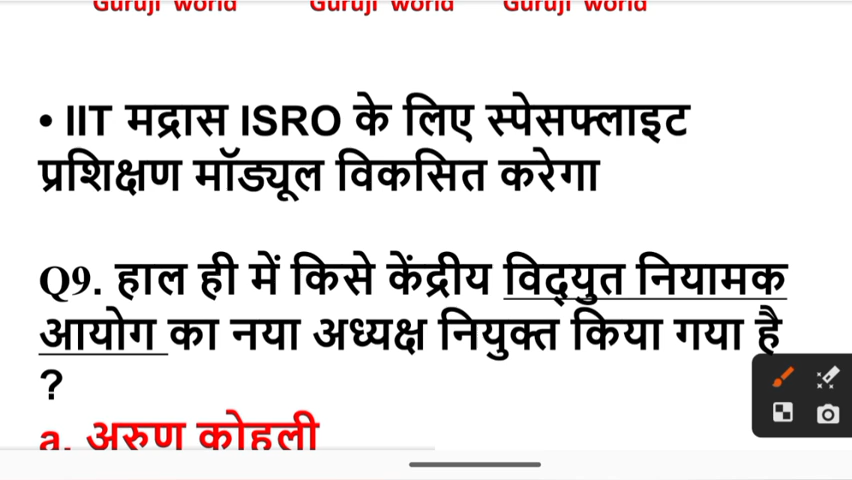 Guruji world Guruji world Guruji world
• IIT मद्रास ISRO के लिए स्पेसफ्लाइट
प्रशिक्षण मॉड्यूल विकसित करेगा
Q9. हाल ही में किसे केंद्रीय विद्युत नियामक
आयोग का नया अध्यक्ष नियुक्त किया गया है
?
a. अरुण कोहली